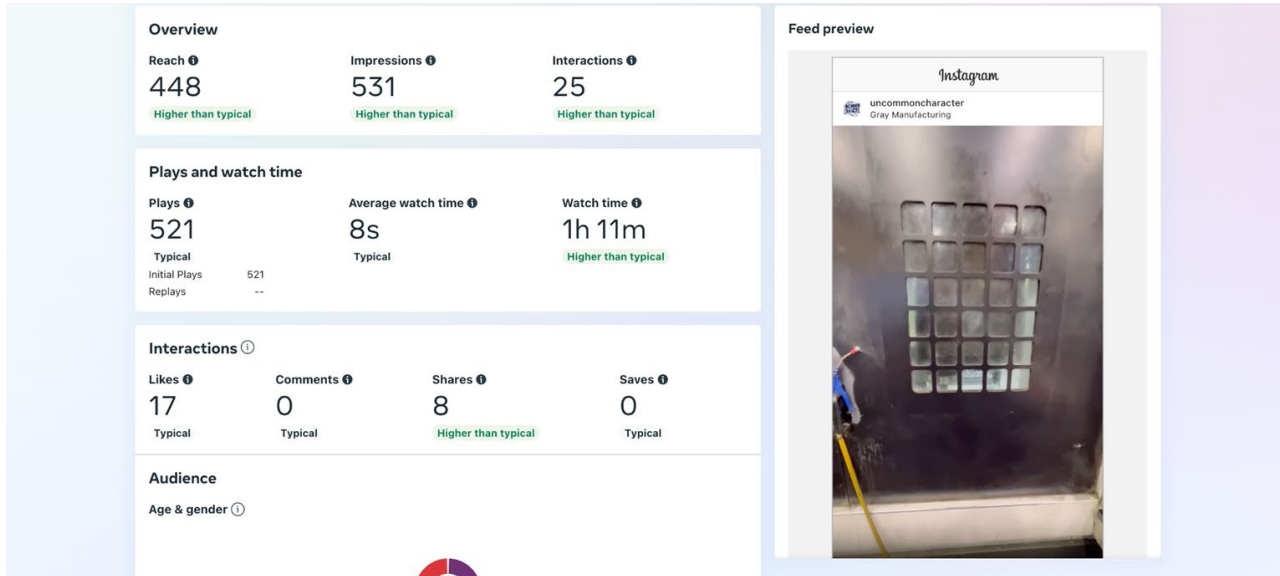 Overview
Reach
Impressions
Interactions
448
531
25
Higher than typical
Higher than typical
Higher than typical
Plays and watch time
Plays
Average watch time
Watch time
521
8s
1h 11m
Typical
Typical
Higher than typical
Initial Plays 521
Replays --
Interactions
Likes
Comments
Shares
Saves
17
0
8
0
Typical
Typical
Higher than typical
Typical
Audience
Age & gender
Feed preview
Instagram
uncommoncharacter
Gray Manufacturing